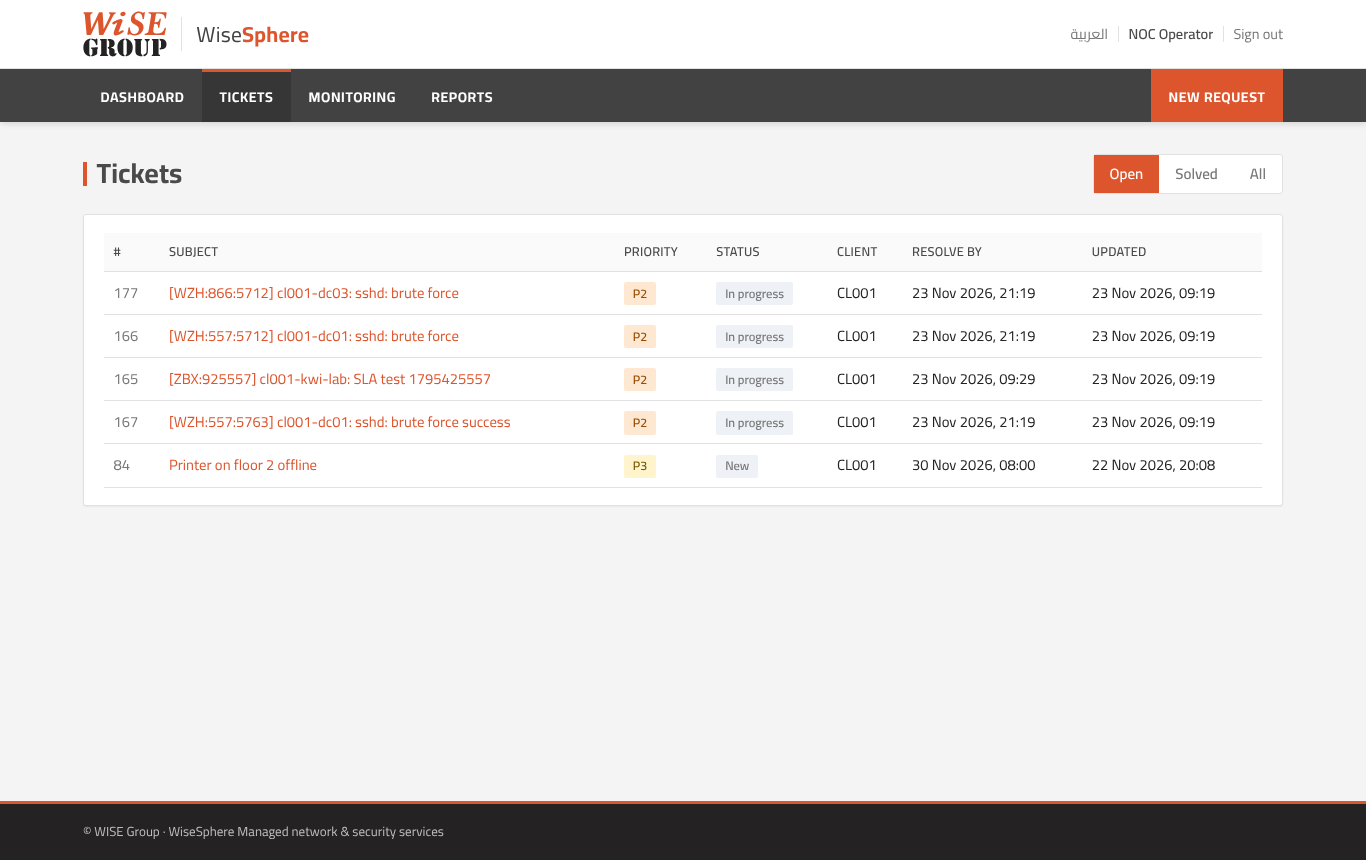 WiSE
GROUP
WiseSphere
العربية
NOC Operator
Sign out
DASHBOARD
TICKETS
MONITORING
REPORTS
NEW REQUEST
Tickets
Open
Solved
All
# SUBJECT PRIORITY STATUS CLIENT RESOLVE BY UPDATED
177 [WZH:866:5712] cl001-dc03: sshd: brute force P2 In progress CL001 23 Nov 2026, 21:19 23 Nov 2026, 09:19
166 [WZH:557:5712] cl001-dc01: sshd: brute force P2 In progress CL001 23 Nov 2026, 21:19 23 Nov 2026, 09:19
165 [ZBX:925557] cl001-kwi-lab: SLA test 1795425557 P2 In progress CL001 23 Nov 2026, 09:29 23 Nov 2026, 09:19
167 [WZH:557:5763] cl001-dc01: sshd: brute force success P2 In progress CL001 23 Nov 2026, 21:19 23 Nov 2026, 09:19
84 Printer on floor 2 offline P3 New CL001 30 Nov 2026, 08:00 22 Nov 2026, 20:08
© WISE Group · WiseSphere Managed network & security services